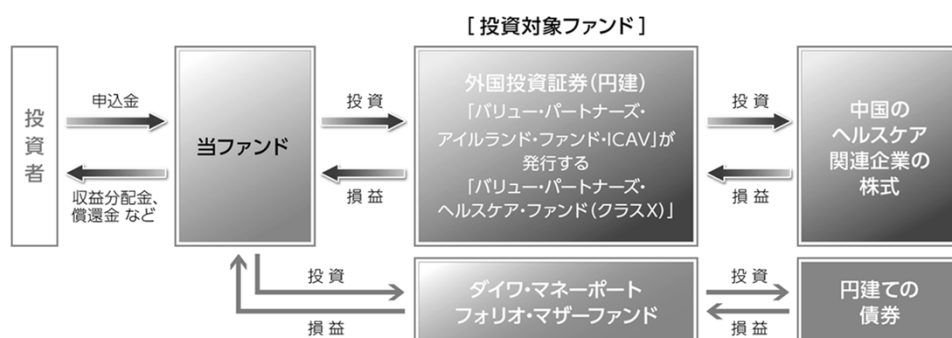 [ 投資対象ファンド ]
投資者
申込金
収益分配金、
償還金 など
当ファンド
投 資
損 益
外国投資証券(円建)
「バリュー・パートナーズ・
アイルランド・ファンド・ICAV」が
発行する
「バリュー・パートナーズ・
ヘルスケア・ファンド(クラスX)」
投 資
損 益
中国の
ヘルスケア
関連企業の
株式
投 資
損 益
ダイワ・マネーポート
フォリオ・マザーファンド
投 資
損 益
円建ての
債券